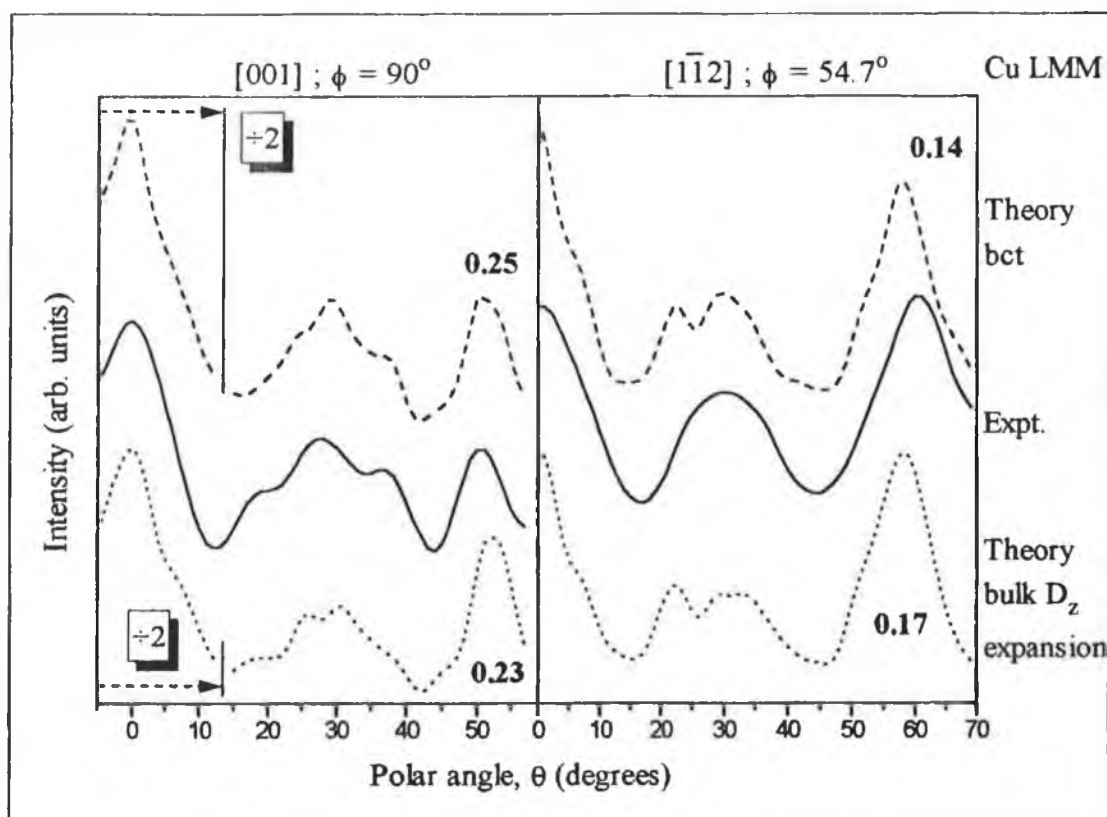 [001] ; ϕ = 90°
[1̅1̅2] ; ϕ = 54.7°
Cu LMM
÷2
0.25
0.14
Theory
bct
Expt.
Theory
bulk D_z
expansion
÷2
0.23
0.17
Intensity (arb. units)
0 10 20 30 40 50
0 10 20 30 40 50 60 70
Polar angle, θ (degrees)